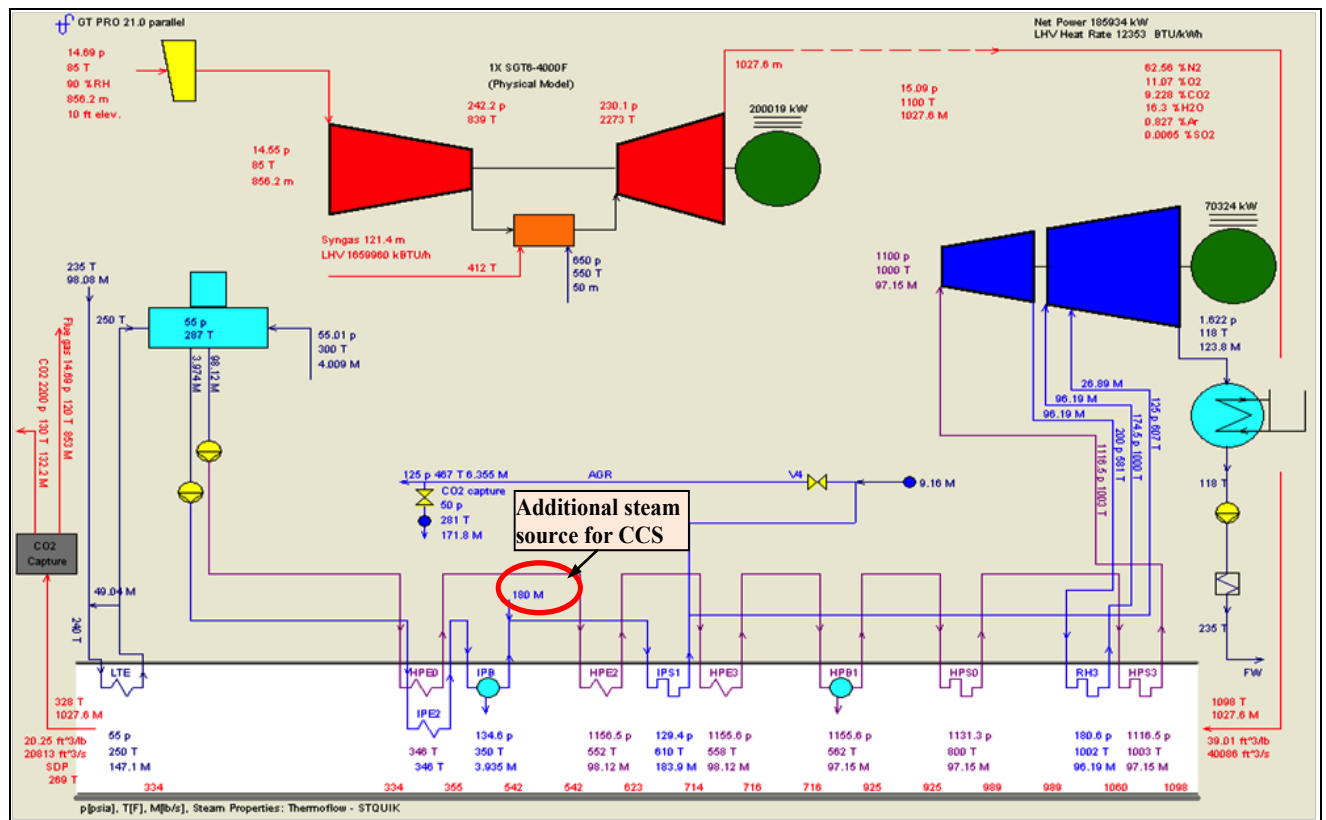 GT PRO 21.0 parallel
Net Power 185934 kW
LHV Heat Rate 12353 BTU/kWh
14.69 p
85 T
90 %RH
856.2 m
10 ft elev.
1X SGT6-4000F
(Physical Model)
242.2 p
839 T
230.1 p
2273 T
1027.6 m
15.09 p
1100 T
1027.6 M
62.56 %N2
11.07 %O2
9.228 %CO2
16.3 %H2O
0.827 %Ar
0.0065 %SO2
200019 kW
14.55 p
85 T
856.2 m
Syngas 121.4 m
LHV 1659960 kBTU/h
412 T
650 p
550 T
50 m
70324 kW
1100 p
1000 T
97.15 M
235 T
98.08 M
250 T
55 p
287 T
55.01 p
300 T
4.009 M
3.974 M
98.12 M
1.622 p
118 T
123.8 M
26.89 M
96.19 M
96.19 M
125 p 607 T
174.5 p 1000 T
200 p 581 T
1116.5 p 1003 T
Flue gas 14.69 p 120 T 853 M
CO2 2200 p 130 T 132.2 M
125 p 467 T 6.355 M
AGR
V4
9.16 M
CO2 capture
50 p
281 T
171.8 M
Additional steam
source for CCS
118 T
CO2
Capture
49.04 M
240 T
180 M
235 T
FW
LTE
HPE0
IPB
HPE2
IPS1
HPE3
HPB1
HPS0
RH3
HPS3
IPE2
328 T
1027.6 M
1098 T
1027.6 M
20.25 ft^3/lb
20813 ft^3/s
SDP
269 T
55 p
250 T
147.1 M
346 T
346 T
134.6 p
350 T
3.935 M
1156.5 p
552 T
98.12 M
129.4 p
610 T
183.9 M
1155.6 p
558 T
98.12 M
1155.6 p
562 T
97.15 M
1131.3 p
800 T
97.15 M
180.6 p
1002 T
96.19 M
1116.5 p
1003 T
97.15 M
39.01 ft^3/lb
40086 ft^3/s
334 334 355 542 542 623 714 716 716 925 925 989 989 1060 1098
p[psia], T[F], M[lb/s], Steam Properties: Thermoflow - STQUIK